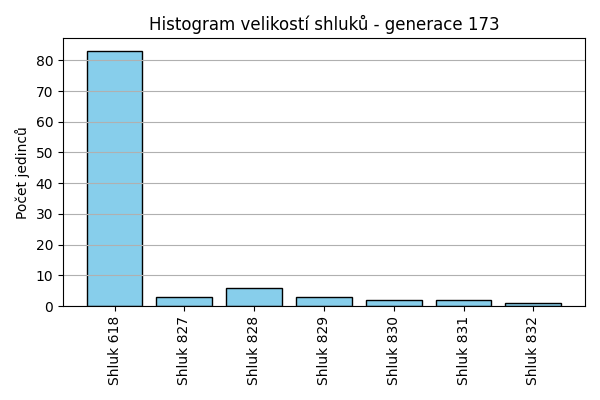 Histogram velikostí shluků - generace 173
Počet jedinců
80
70
60
50
40
30
20
10
0
Shluk 618
Shluk 827
Shluk 828
Shluk 829
Shluk 830
Shluk 831
Shluk 832